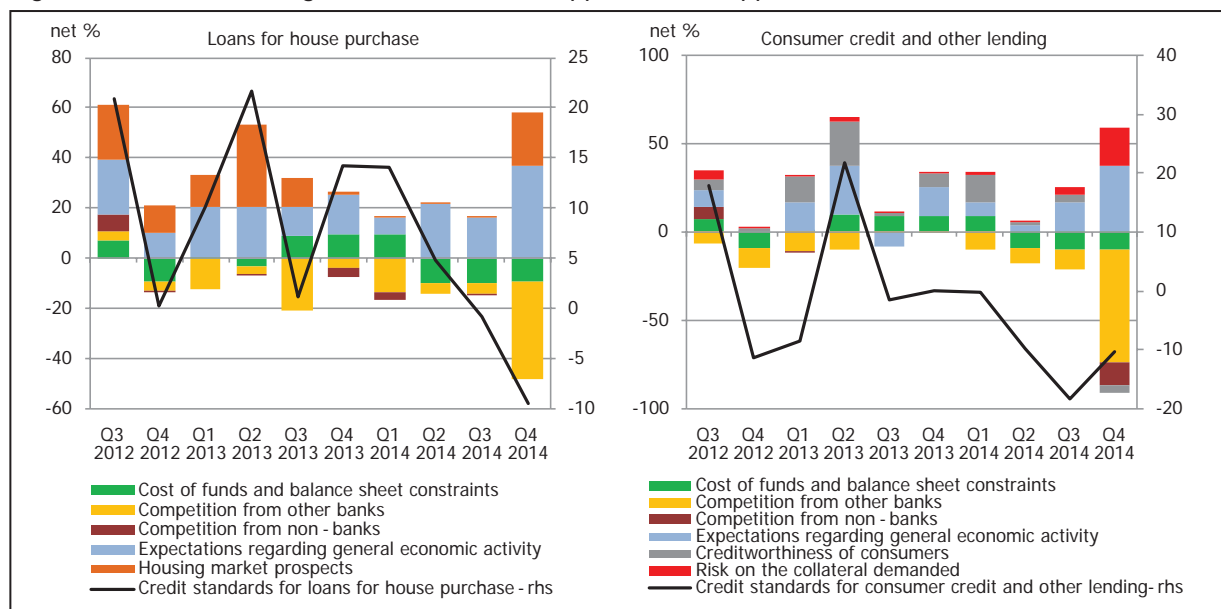 net %
Loans for house purchase
80
60
40
20
0
-20
-40
-60
25
20
15
10
5
0
-5
-10
Q3 Q4 Q1 Q2 Q3 Q4 Q1 Q2 Q3 Q4
2012 2012 2013 2013 2013 2013 2014 2014 2014 2014
Cost of funds and balance sheet constraints
Competition from other banks
Competition from non - banks
Expectations regarding general economic activity
Housing market prospects
Credit standards for loans for house purchase - rhs
net %
Consumer credit and other lending
100
50
0
-50
-100
40
30
20
10
0
-10
-20
Q3 Q4 Q1 Q2 Q3 Q4 Q1 Q2 Q3 Q4
2012 2012 2013 2013 2013 2013 2014 2014 2014 2014
Cost of funds and balance sheet constraints
Competition from other banks
Competition from non - banks
Expectations regarding general economic activity
Creditworthiness of consumers
Risk on the collateral demanded
Credit standards for consumer credit and other lending- rhs